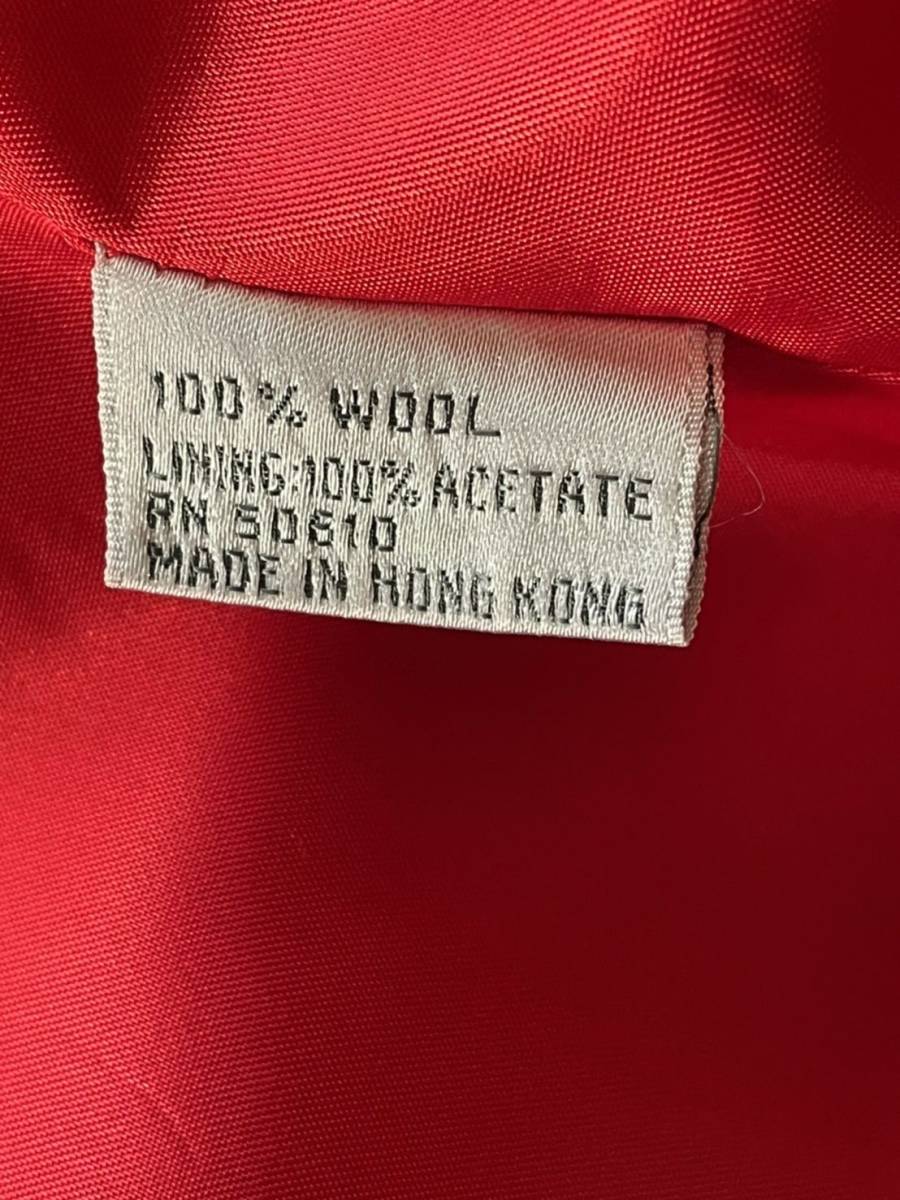 100% WOOL
LINING:100% ACETATE
RN 50610
MADE IN HONG KONG